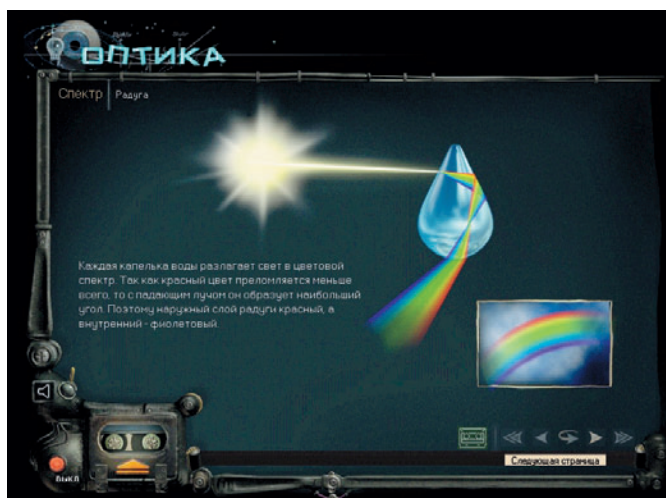 ОПТИКА
Спектр Радуга
Каждая капелька воды разлагает свет в цветовой
спектр. Так как красный цвет преломляется меньше
всего, то с падающим лучом он образует наибольший
угол. Поэтому наружный слой радуги красный, а
внутренний - фиолетовый.
Следующая страница
ВЫКЛ